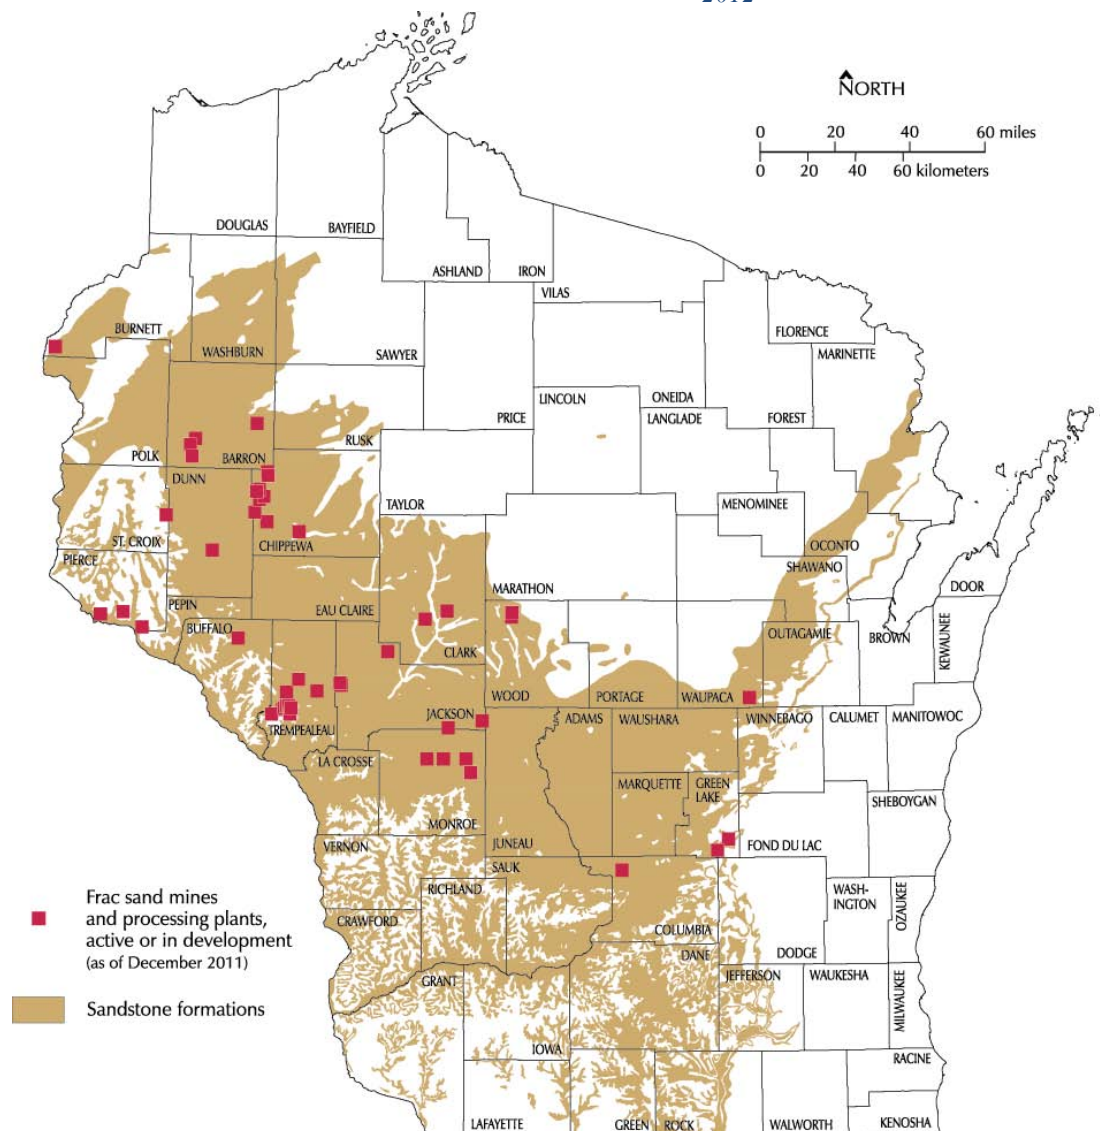 2012
NORTH
0 20 40 60 miles
0 20 40 60 kilometers
DOUGLAS
BAYFIELD
ASHLAND
IRON
VILAS
FLORENCE
BURNETT
WASHBURN
SAWYER
MARINETTE
PRICE
LINCOLN
ONEIDA
LANGLADE
FOREST
POLK
BARRON
RUSK
DUNN
TAYLOR
MENOMINEE
ST. CROIX
CHIPPEWA
OCONTO
PIERCE
SHAWANO
MARATHON
DOOR
PEPIN
EAU CLAIRE
BUFFALO
OUTAGAMIE
BROWN
KEWAUNEE
CLARK
WOOD
PORTAGE
WAUPACA
JACKSON
ADAMS
WAUSHARA
WINNEBAGO
CALUMET
MANITOWOC
TREMPEALEAU
LA CROSSE
MARQUETTE
GREEN
LAKE
SHEBOYGAN
MONROE
VERNON
JUNEAU
FOND DU LAC
SAUK
RICHLAND
WASH-
INGTON
OZAUKEE
CRAWFORD
COLUMBIA
DODGE
DANE
GRANT
JEFFERSON
WAUKESHA
MILWAUKEE
IOWA
RACINE
LAFAYETTE
GREEN
ROCK
WALWORTH
KENOSHA
Frac sand mines
and processing plants,
active or in development
(as of December 2011)
Sandstone formations